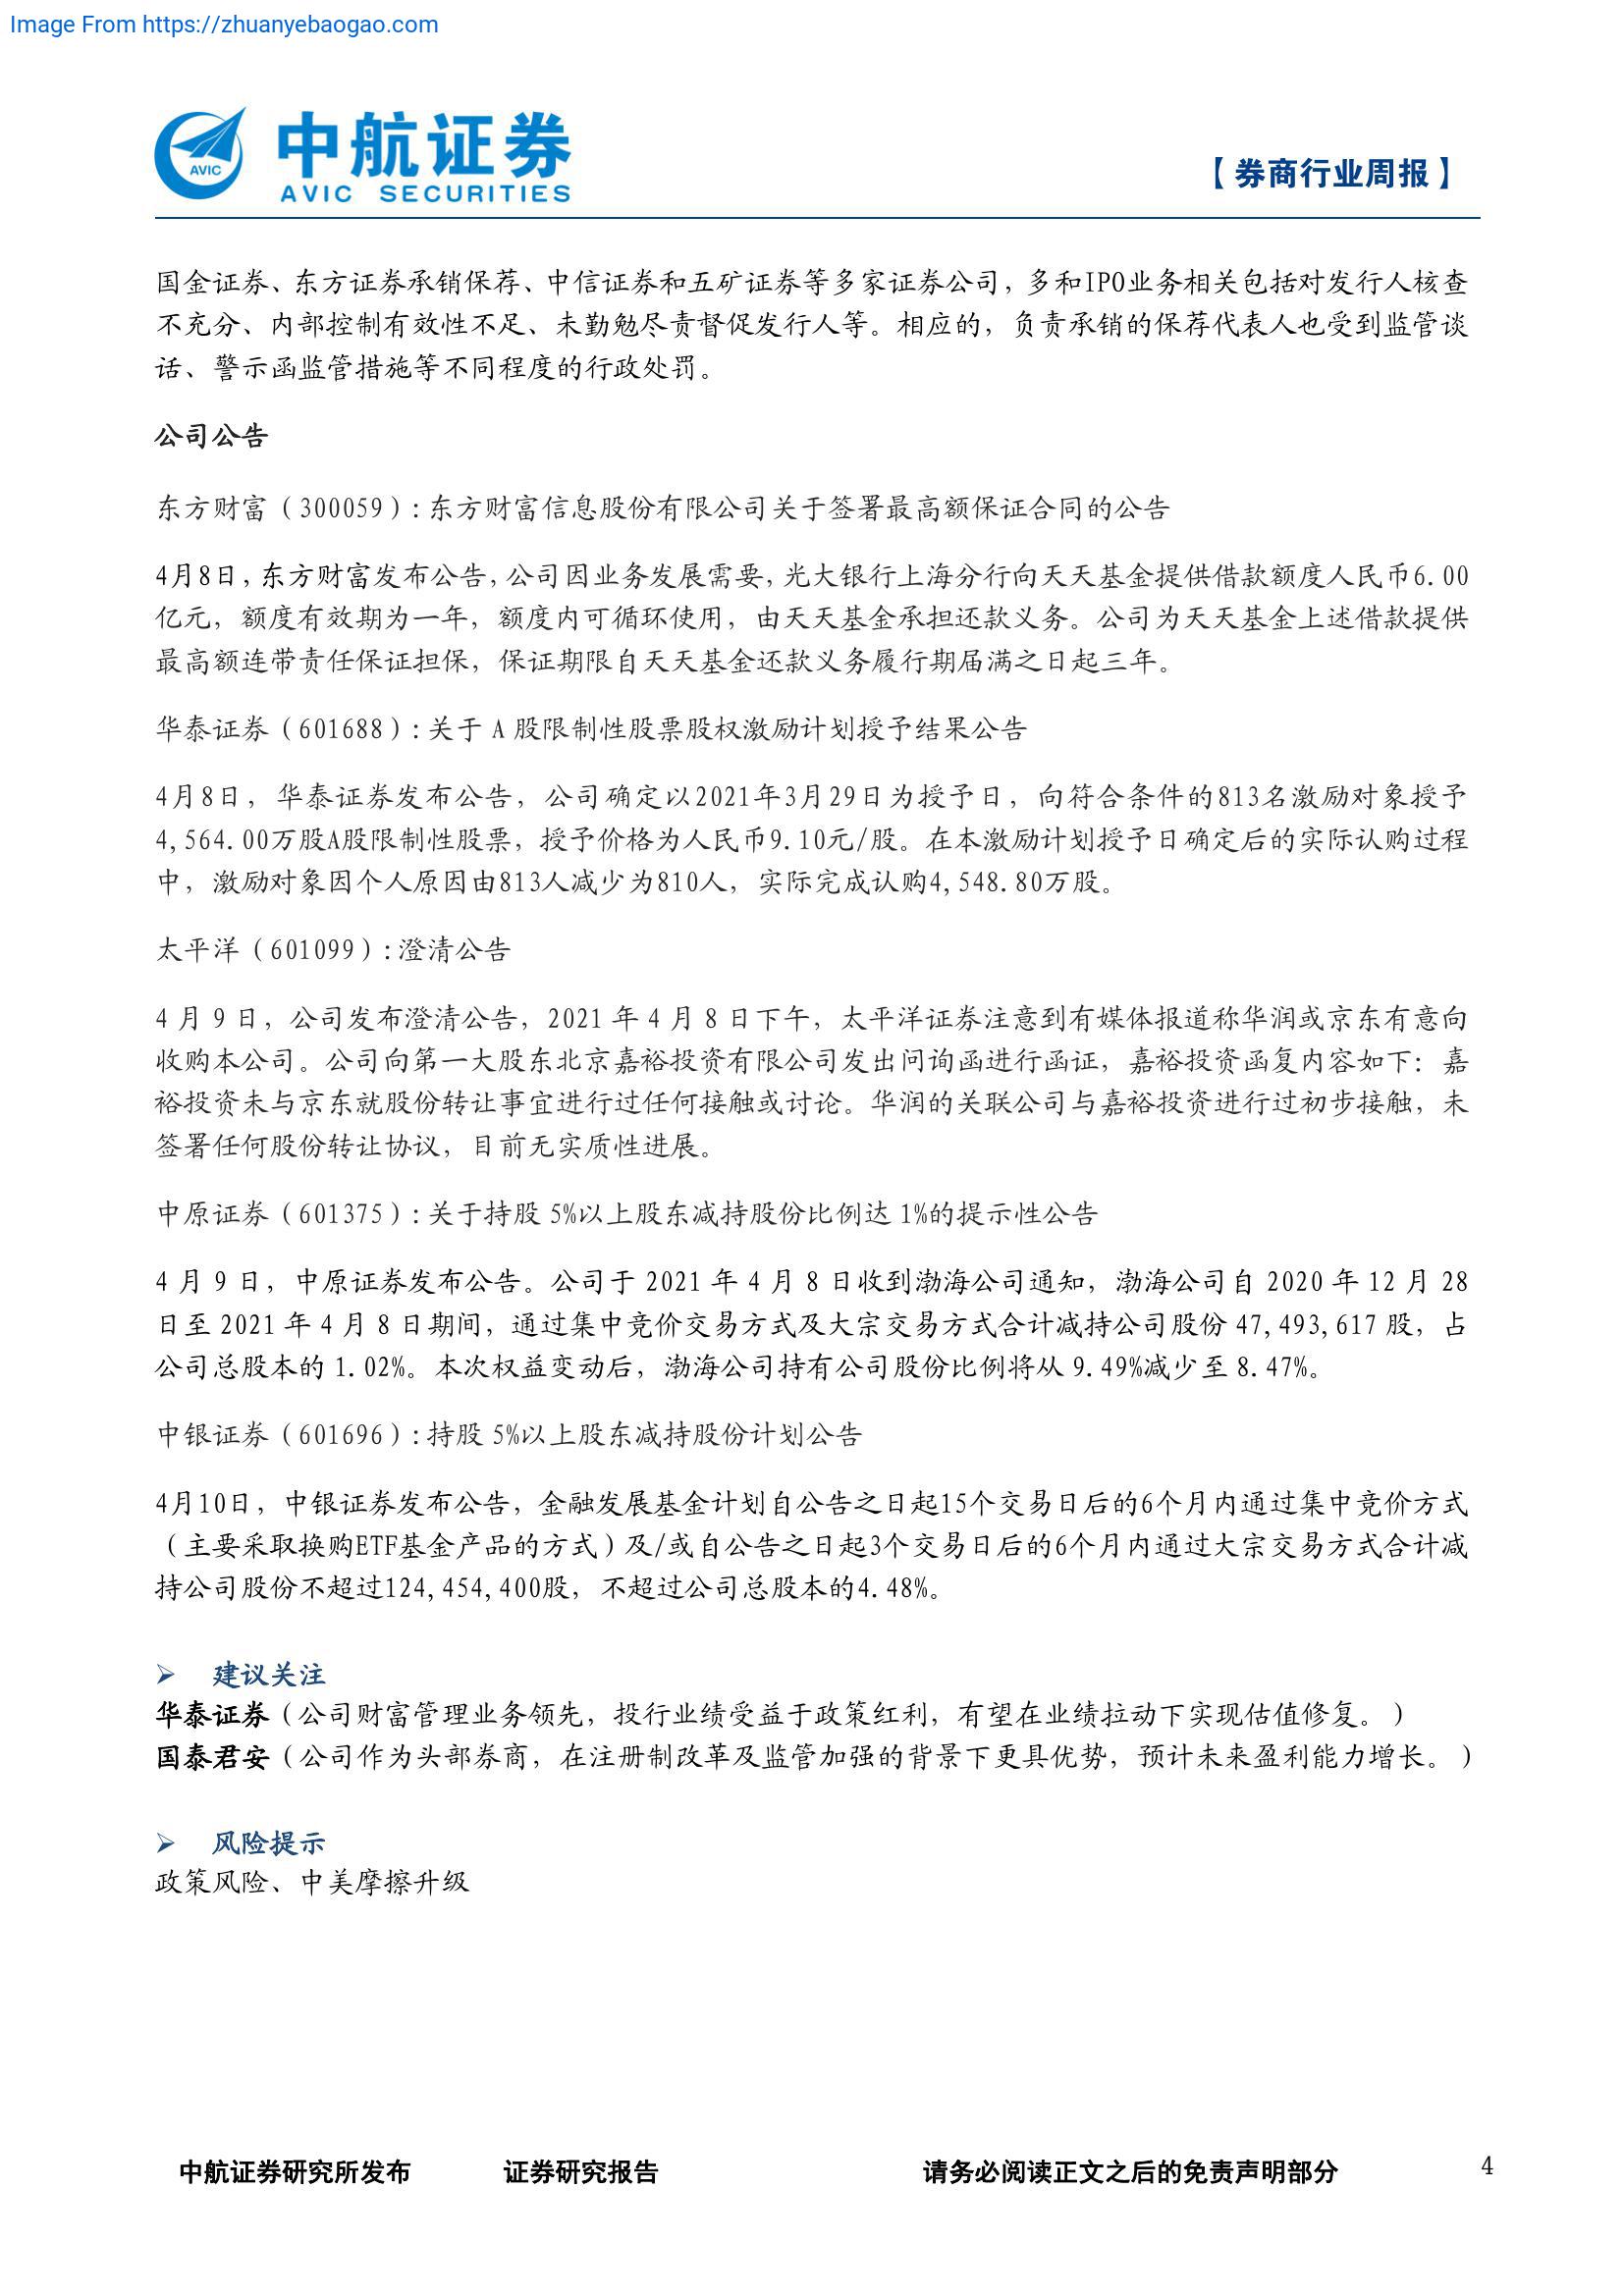 Image From https://zhuanyebaogao.com
AVIC
中航证券
AVIC SECURITIES
【券商行业周报】
国金证券、东方证券承销保荐、中信证券和五矿证券等多家证券公司，多和IPO业务相关包括对发行人核查
不充分、内部控制有效性不足、未勤勉尽责督促发行人等。相应的，负责承销的保荐代表人也受到监管谈
话、警示函监管措施等不同程度的行政处罚。
公司公告
东方财富（300059）:东方财富信息股份有限公司关于签署最高额保证合同的公告
4月8日，东方财富发布公告，公司因业务发展需要，光大银行上海分行向天天基金提供借款额度人民币6.00
亿元，额度有效期为一年，额度内可循环使用，由天天基金承担还款义务。公司为天天基金上述借款提供
最高额连带责任保证担保，保证期限自天天基金还款义务履行期届满之日起三年。
华泰证券（601688）:关于 A 股限制性股票股权激励计划授予结果公告
4月8日，华泰证券发布公告，公司确定以2021年3月29日为授予日，向符合条件的813名激励对象授予
4,564.00万股A股限制性股票，授予价格为人民币9.10元/股。在本激励计划授予日确定后的实际认购过程
中，激励对象因个人原因由813人减少为810人，实际完成认购4,548.80万股。
太平洋（601099）:澄清公告
4 月 9 日，公司发布澄清公告，2021 年 4 月 8 日下午，太平洋证券注意到有媒体报道称华润或京东有意向
收购本公司。公司向第一大股东北京嘉裕投资有限公司发出问询函进行函证，嘉裕投资函复内容如下：嘉
裕投资未与京东就股份转让事宜进行过任何接触或讨论。华润的关联公司与嘉裕投资进行过初步接触，未
签署任何股份转让协议，目前无实质性进展。
中原证券（601375）:关于持股 5%以上股东减持股份比例达 1%的提示性公告
4 月 9 日，中原证券发布公告。公司于 2021 年 4 月 8 日收到渤海公司通知，渤海公司自 2020 年 12 月 28
日至 2021 年 4 月 8 日期间，通过集中竞价交易方式及大宗交易方式合计减持公司股份 47,493,617 股，占
公司总股本的 1.02%。本次权益变动后，渤海公司持有公司股份比例将从 9.49%减少至 8.47%。
中银证券（601696）:持股 5%以上股东减持股份计划公告
4月10日，中银证券发布公告，金融发展基金计划自公告之日起15个交易日后的6个月内通过集中竞价方式
（主要采取换购ETF基金产品的方式）及/或自公告之日起3个交易日后的6个月内通过大宗交易方式合计减
持公司股份不超过124,454,400股，不超过公司总股本的4.48%。
➢ 建议关注
华泰证券（公司财富管理业务领先，投行业绩受益于政策红利，有望在业绩拉动下实现估值修复。）
国泰君安（公司作为头部券商，在注册制改革及监管加强的背景下更具优势，预计未来盈利能力增长。）
➢ 风险提示
政策风险、中美摩擦升级
中航证券研究所发布 证券研究报告 请务必阅读正文之后的免责声明部分 4